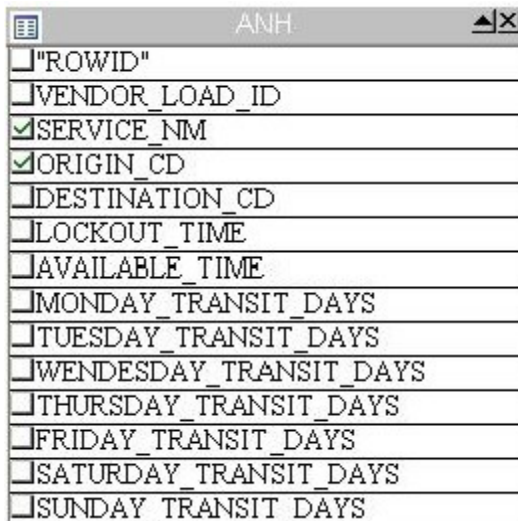 ANH
"ROWID"
VENDOR_LOAD_ID
SERVICE_NM
ORIGIN_CD
DESTINATION_CD
LOCKOUT_TIME
AVAILABLE_TIME
MONDAY_TRANSIT_DAYS
TUESDAY_TRANSIT_DAYS
WENDESDAY_TRANSIT_DAYS
THURSDAY_TRANSIT_DAYS
FRIDAY_TRANSIT_DAYS
SATURDAY_TRANSIT_DAYS
SUNDAY_TRANSIT_DAYS